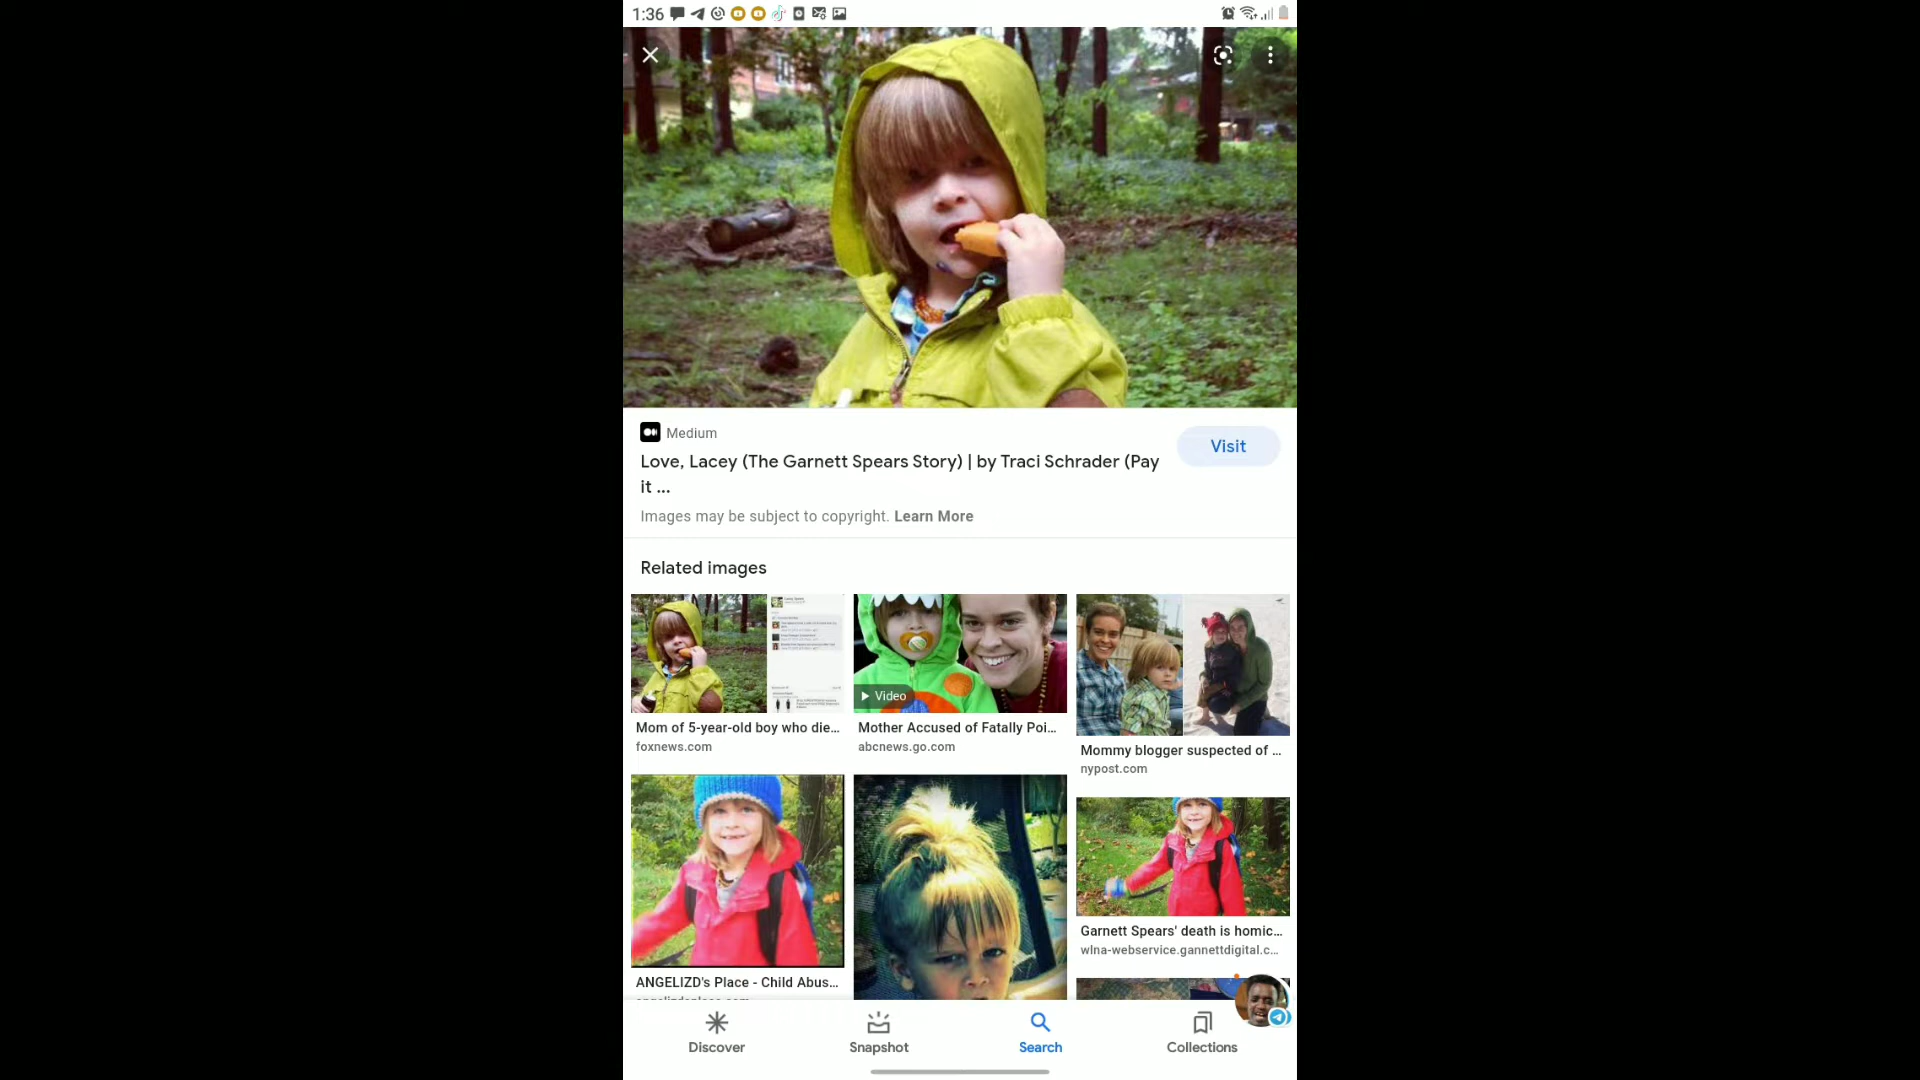 1:36
Medium
Visit
Love, Lacey (The Garnett Spears Story) | by Traci Schrader (Pay
it ...
Images may be subject to copyright. Learn More
Related images
Video
Mom of 5-year-old boy who die...
foxnews.com
Mother Accused of Fatally Poi...
abcnews.go.com
Mommy blogger suspected of ...
nypost.com
ANGELIZD's Place - Child Abus...
Garnett Spears' death is homic...
wlna-webservice.gannettdigital.c...
Discover
Snapshot
Search
Collections